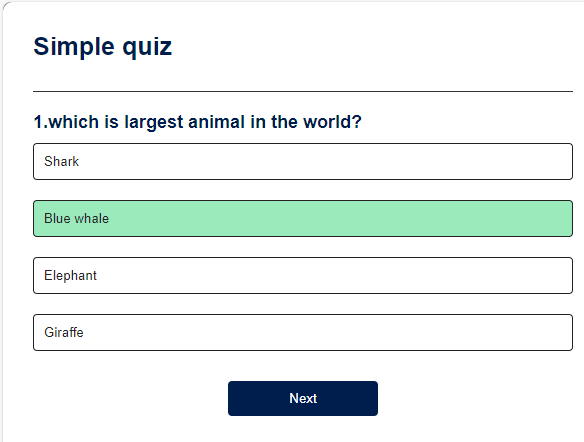 Simple quiz
1.which is largest animal in the world?
Shark
Blue whale
Elephant
Giraffe
Next